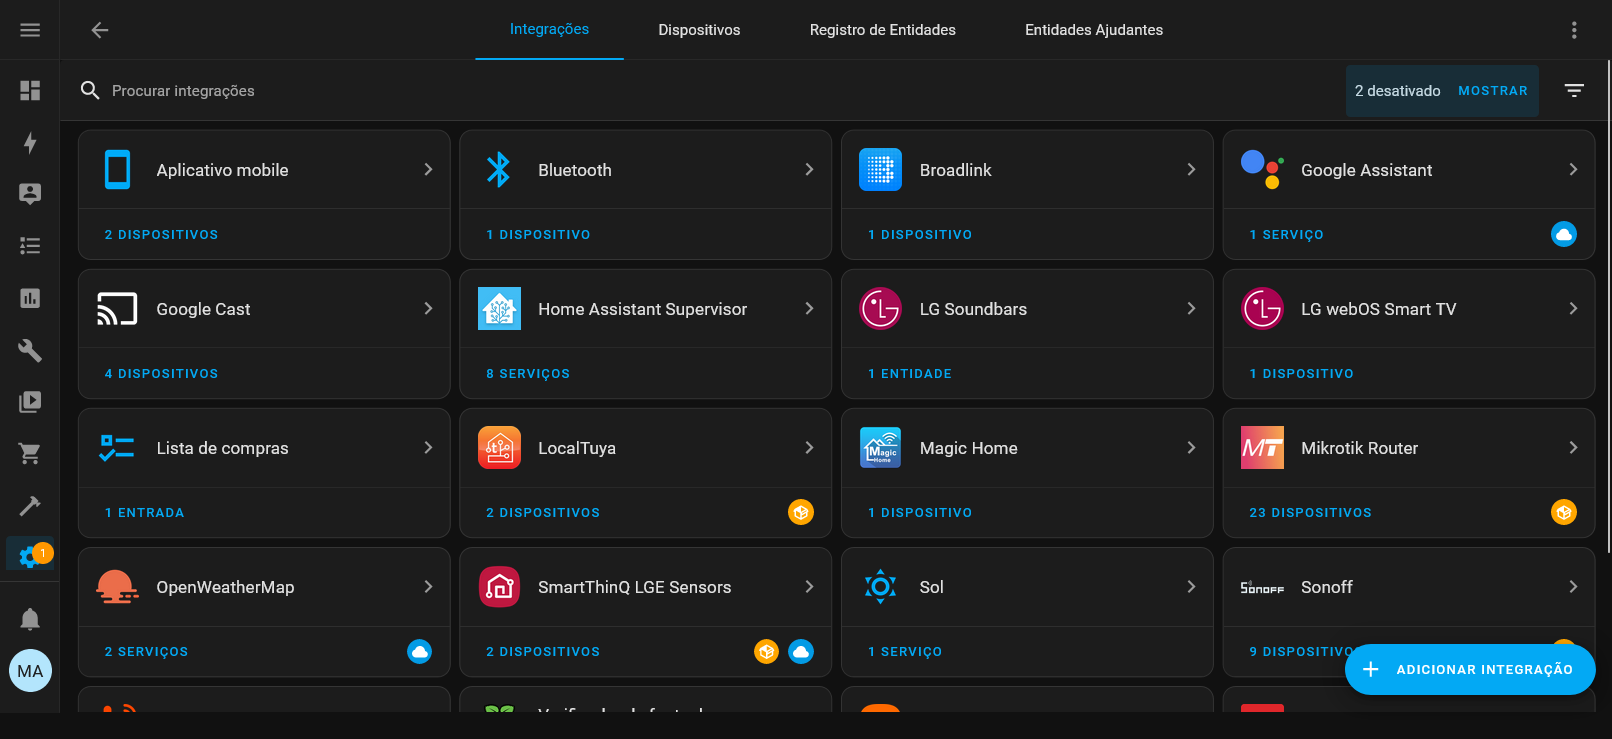 Integrações
Dispositivos
Registro de Entidades
Entidades Ajudantes
Procurar integrações
2 desativado
MOSTRAR
Aplicativo mobile
Bluetooth
Broadlink
Google Assistant
2 DISPOSITIVOS
1 DISPOSITIVO
1 DISPOSITIVO
1 SERVIÇO
Google Cast
Home Assistant Supervisor
LG Soundbars
LG webOS Smart TV
4 DISPOSITIVOS
8 SERVIÇOS
1 ENTIDADE
1 DISPOSITIVO
Lista de compras
LocalTuya
Magic Home
Magic Home
MT
Mikrotik Router
1 ENTRADA
2 DISPOSITIVOS
1 DISPOSITIVO
23 DISPOSITIVOS
1
OpenWeatherMap
SmartThinQ LGE Sensors
Sol
SONOFF
Sonoff
2 SERVIÇOS
2 DISPOSITIVOS
1 SERVIÇO
9 DISPOSITIVOS
MA
ADICIONAR INTEGRAÇÃO